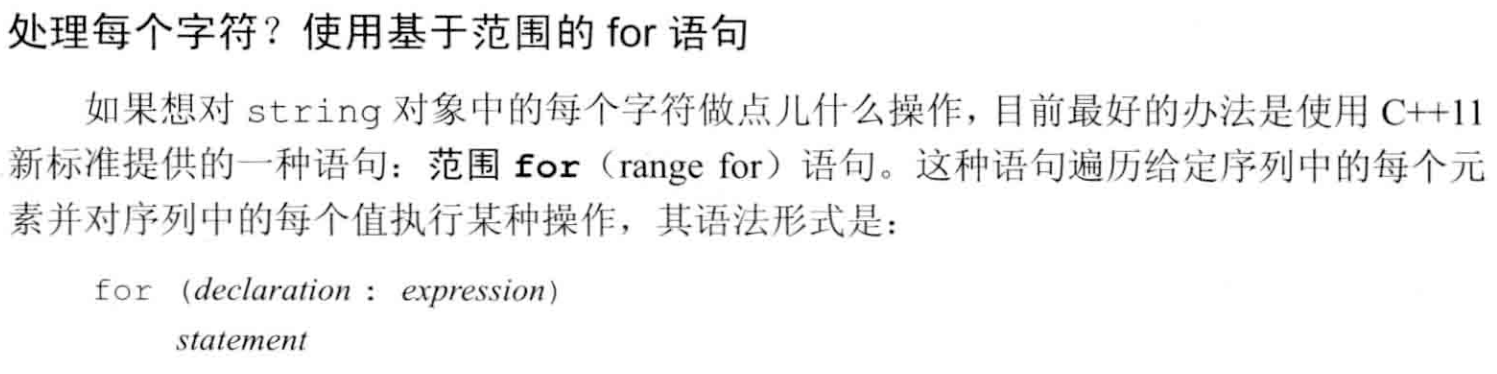 处理每个字符？使用基于范围的 for 语句
如果想对 string 对象中的每个字符做点儿什么操作，目前最好的办法是使用 C++11
新标准提供的一种语句：范围 for（range for）语句。这种语句遍历给定序列中的每个元
素并对序列中的每个值执行某种操作，其语法形式是：
for (declaration : expression)
statement